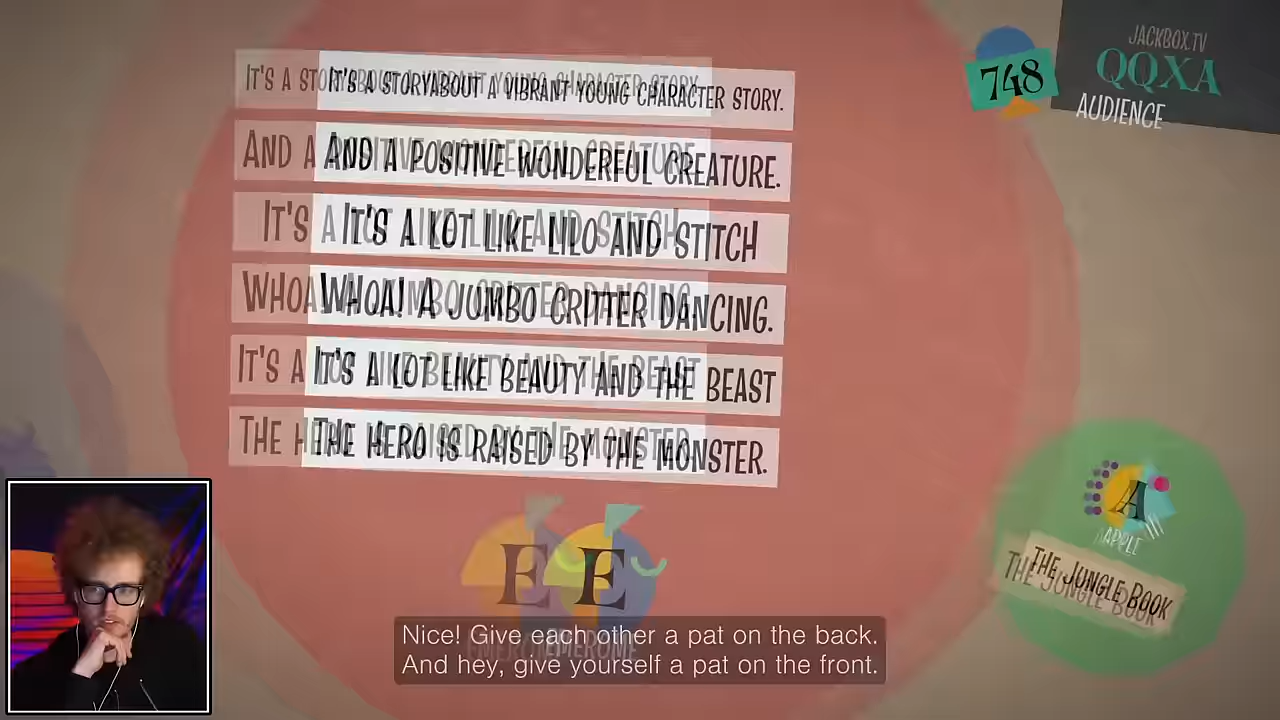 IT'S A STORYABOUT A VIBRANT YOUNG CHARACTER STORY.
AND A POSITIVE WONDERFUL CREATURE.
IT'S A LOT LIKE LILO AND STITCH
WHOA! A JUMBO CRITTER DANCING.
IT'S A LOT LIKE BEAUTY AND THE BEAST
THE HERO IS RAISED BY THE MONSTER.
748
JACKBOX.TV
QQXA
AUDIENCE
E E
A
APPLE
THE JUNGLE BOOK
Nice! Give each other a pat on the back.
And hey, give yourself a pat on the front.